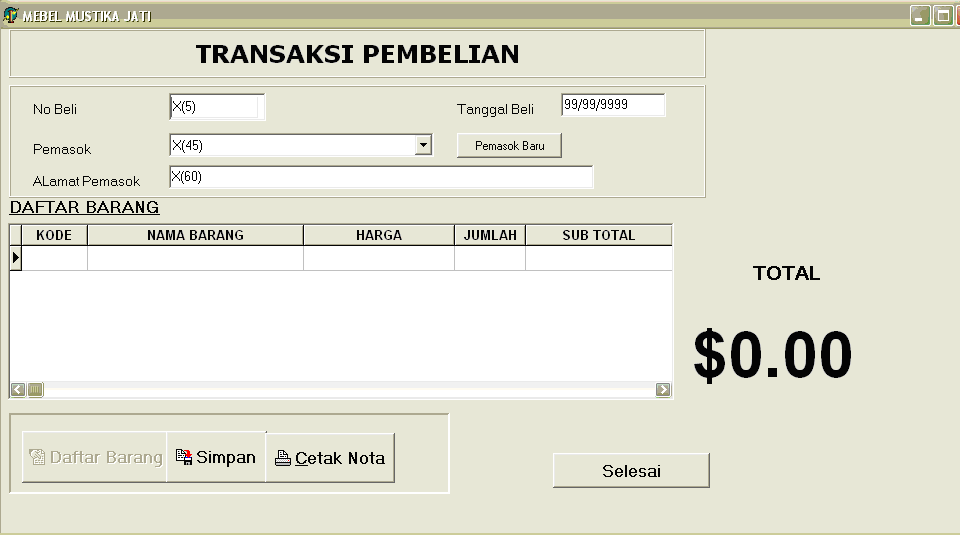 MEBEL MUSTIKA JATI
TRANSAKSI PEMBELIAN
No Beli X(5) Tanggal Beli 99/99/9999
Pemasok X(45) Pemasok Baru
ALamat Pemasok X(60)
DAFTAR BARANG
KODE NAMA BARANG HARGA JUMLAH SUB TOTAL
TOTAL
$0.00
Daftar Barang Simpan Cetak Nota
Selesai